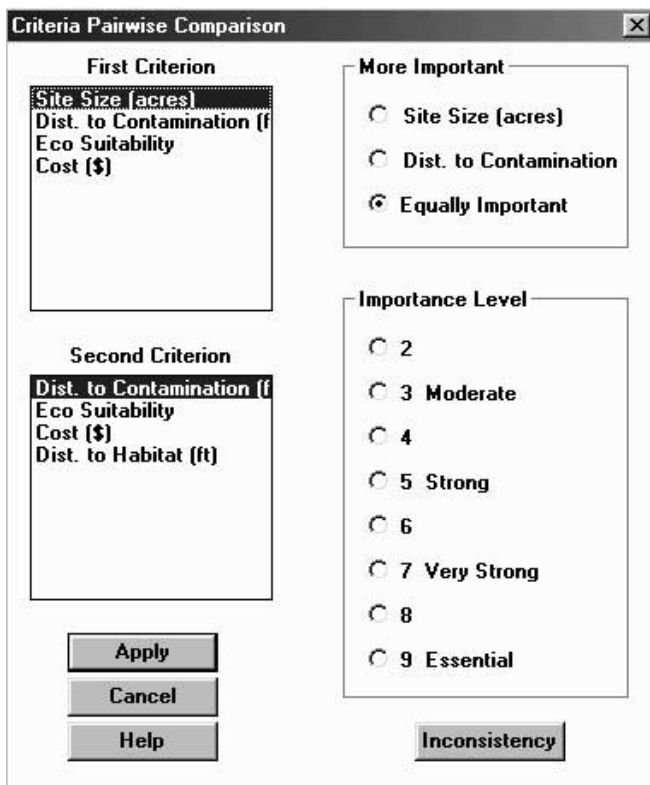 Criteria Pairwise Comparison
First Criterion
Site Size (acres)
Dist. to Contamination (f
Eco Suitability
Cost ($)
Second Criterion
Dist. to Contamination (f
Eco Suitability
Cost ($)
Dist. to Habitat (ft)
Apply
Cancel
Help
More Important
Site Size (acres)
Dist. to Contamination
Equally Important
Importance Level
2
3 Moderate
4
5 Strong
6
7 Very Strong
8
9 Essential
Inconsistency